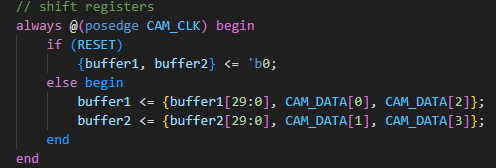 // shift registers
always @(posedge CAM_CLK) begin
    if (RESET)
        {buffer1, buffer2} <= 'b0;
    else begin
        buffer1 <= {buffer1[29:0], CAM_DATA[0], CAM_DATA[2]};
        buffer2 <= {buffer2[29:0], CAM_DATA[1], CAM_DATA[3]};
    end
end